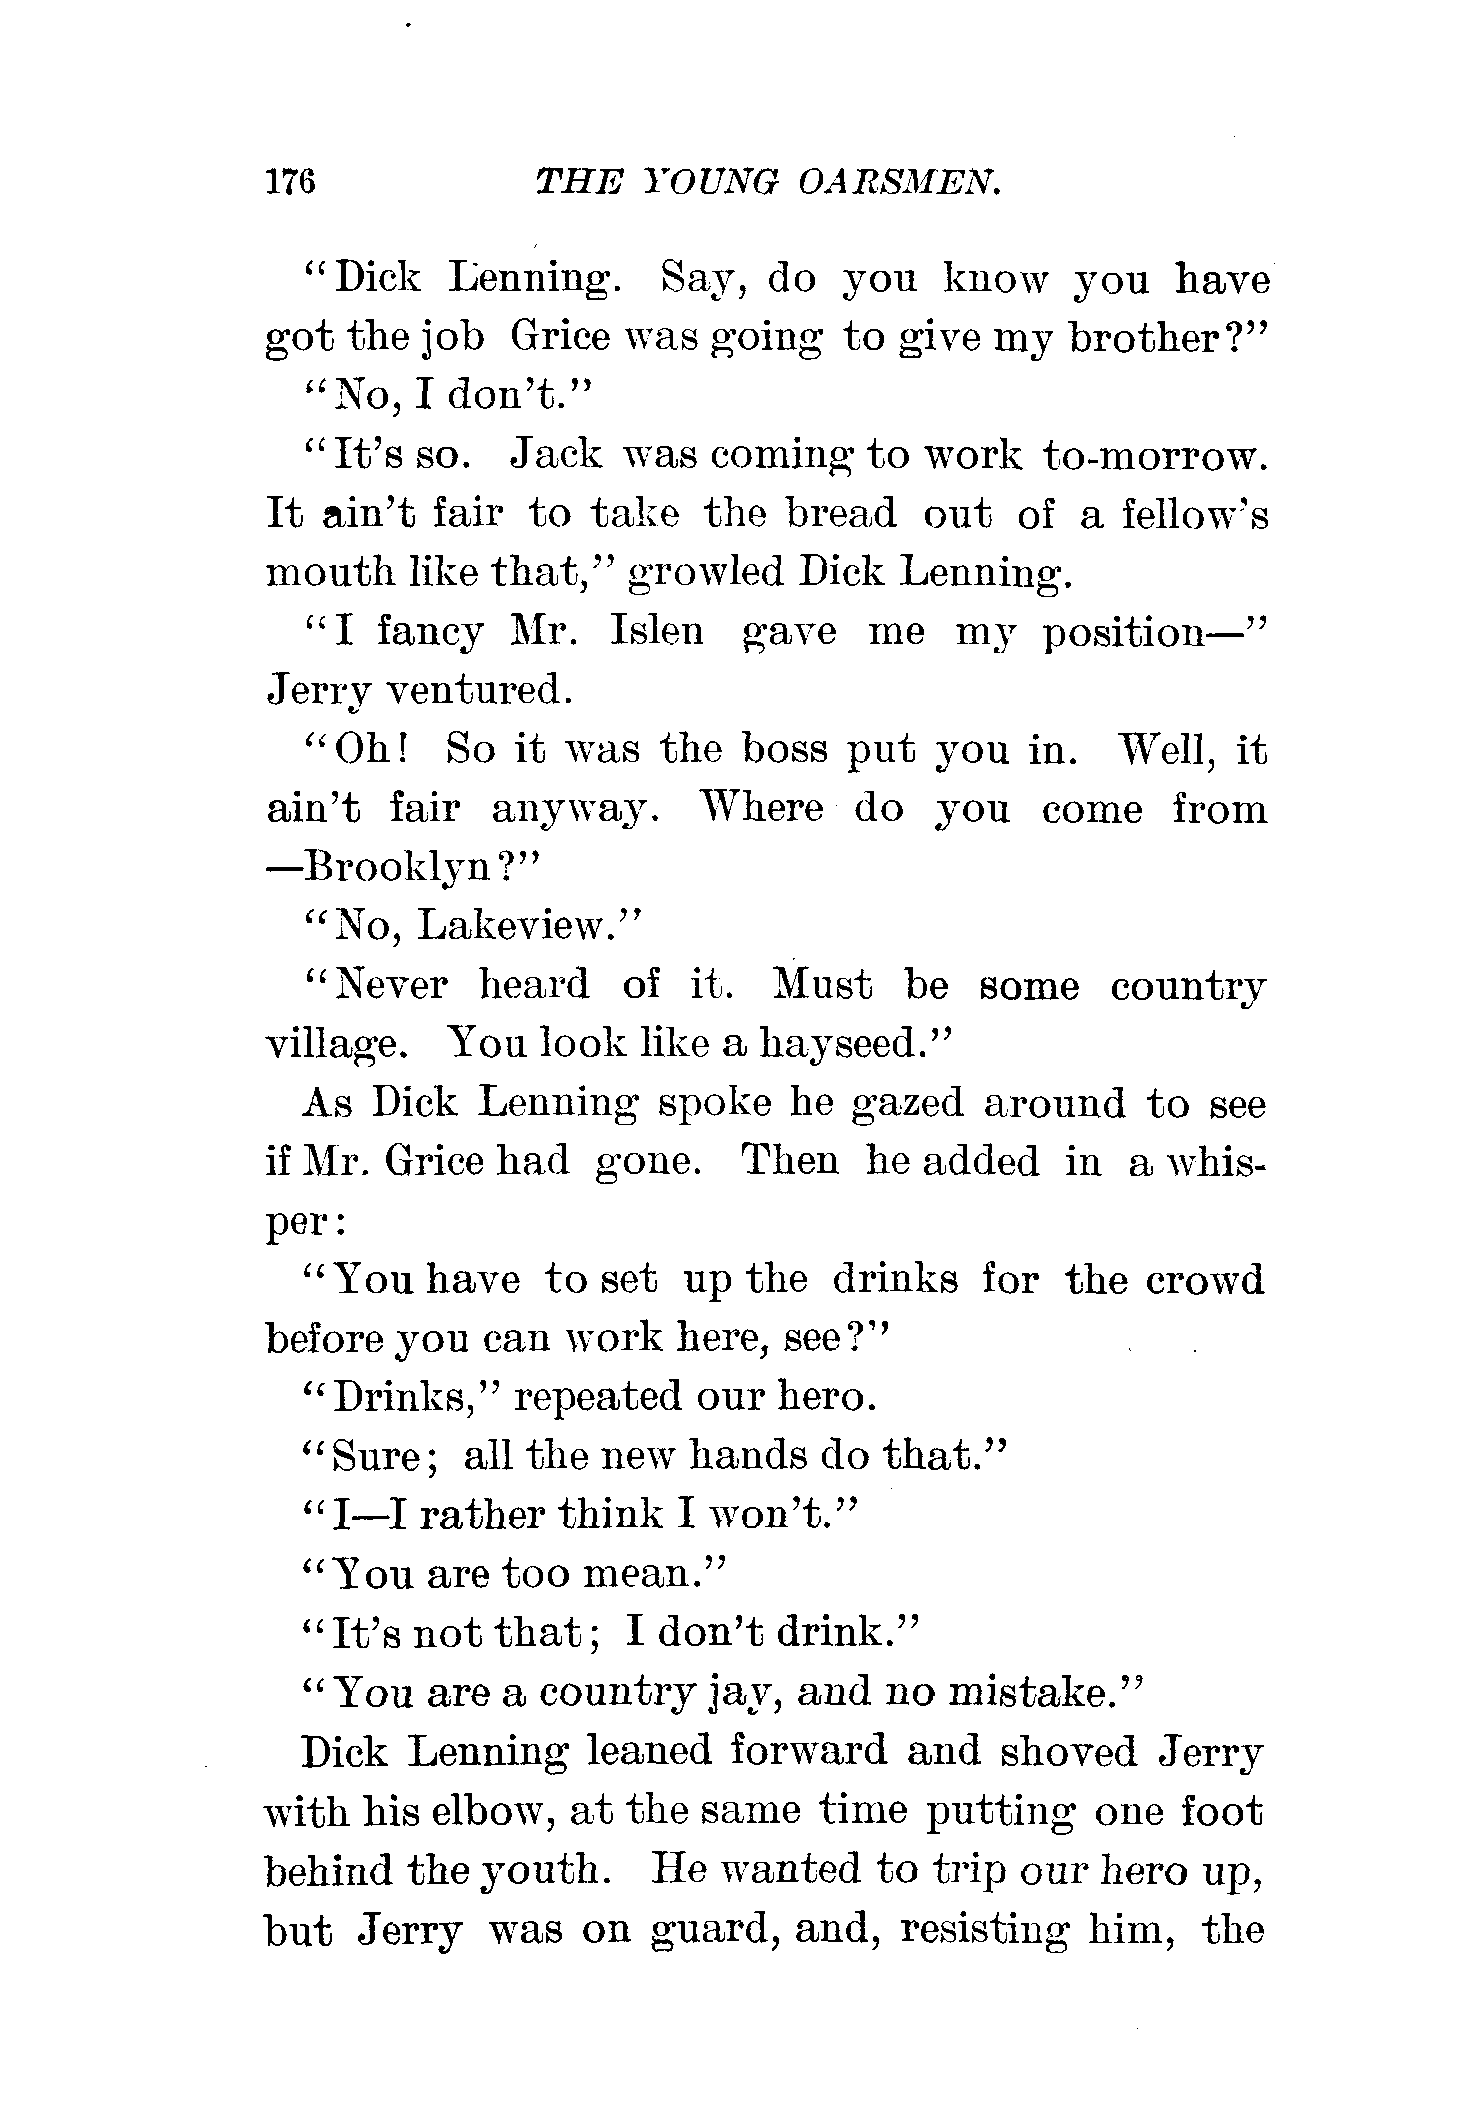 176 THE YOUNG OARSMEN.
"Dick Lenning. Say, do you know you have
got the job Grice was going to give my brother?"
"No, I don't."
"It's so. Jack was coming to work to-morrow.
It ain't fair to take the bread out of a fellow's
mouth like that," growled Dick Lenning.
"I fancy Mr. Islen gave me my position—"
Jerry ventured.
"Oh! So it was the boss put you in. Well, it
ain't fair anyway. Where do you come from
—Brooklyn?"
"No, Lakeview."
"Never heard of it. Must be some country
village. You look like a hayseed."
As Dick Lenning spoke he gazed around to see
if Mr. Grice had gone. Then he added in a whis-
per:
"You have to set up the drinks for the crowd
before you can work here, see?"
"Drinks," repeated our hero.
"Sure; all the new hands do that."
"I—I rather think I won't."
"You are too mean."
"It's not that; I don't drink."
"You are a country jay, and no mistake."
Dick Lenning leaned forward and shoved Jerry
with his elbow, at the same time putting one foot
behind the youth. He wanted to trip our hero up,
but Jerry was on guard, and, resisting him, the